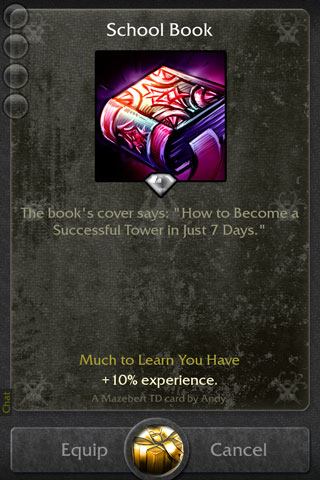 School Book
The book's cover says: "How to Become a
Successful Tower in Just 7 Days."
Much to Learn You Have
+10% experience.
A Mazebert TD card by Andy
Chat
Equip
Cancel